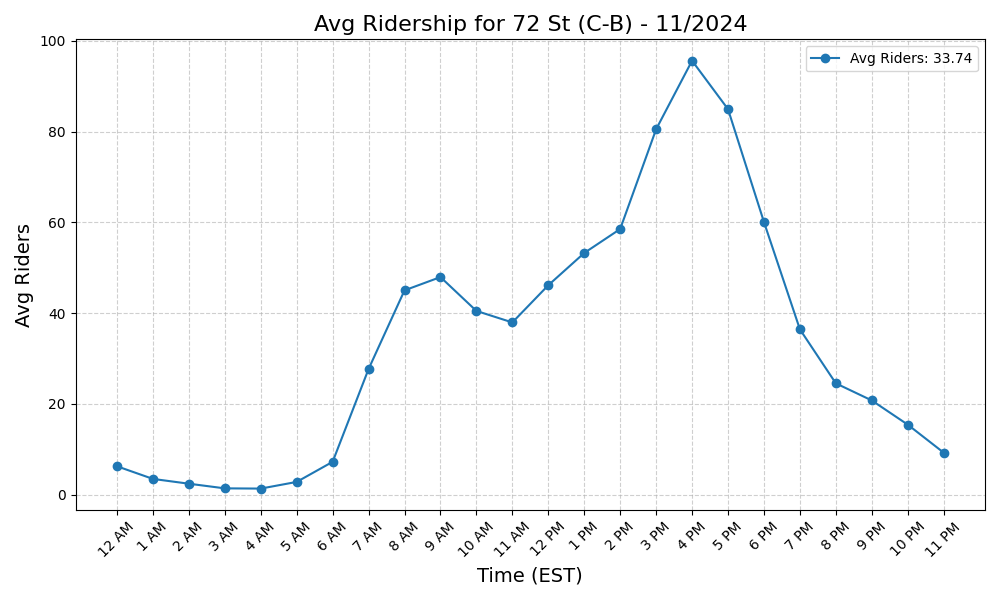 Avg Ridership for 72 St (C-B) - 11/2024
Avg Riders: 33.74
Avg Riders
100
80
60
40
20
0
12 AM
1 AM
2 AM
3 AM
4 AM
5 AM
6 AM
7 AM
8 AM
9 AM
10 AM
11 AM
12 PM
1 PM
2 PM
3 PM
4 PM
5 PM
6 PM
7 PM
8 PM
9 PM
10 PM
11 PM
Time (EST)